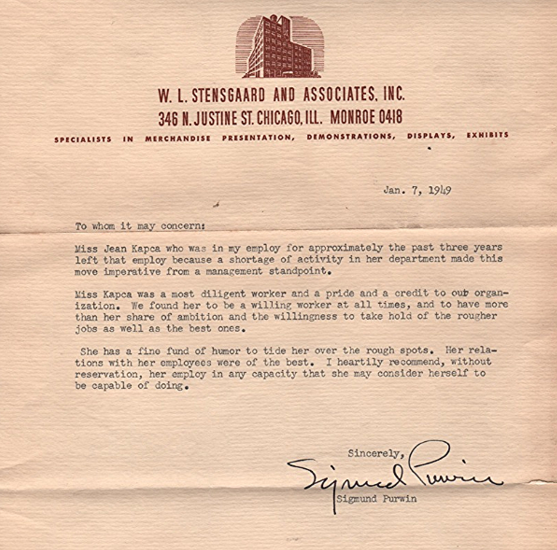 W. L. STENSGAARD AND ASSOCIATES, INC.
346 N. JUSTINE ST. CHICAGO, ILL. MONROE 0418
SPECIALISTS IN MERCHANDISE PRESENTATION, DEMONSTRATIONS, DISPLAYS, EXHIBITS
Jan. 7, 1949
To whom it may concern:
Miss Jean Kapca who was in my employ for approximately the past three years
left that employ because a shortage of activity in her department made this
move imperative from a management standpoint.
Miss Kapca was a most diligent worker and a pride and a credit to our organ-
ization. We found her to be a willing worker at all times, and to have more
than her share of ambition and the willingness to take hold of the rougher
jobs as well as the best ones.
She has a fine fund of humor to tide her over the rough spots. Her rela-
tions with her employees were of the best. I heartily recommend, without
reservation, her employ in any capacity that she may consider herself to
be capable of doing.
Sincerely,
Sigmund Purwin
Sigmund Purwin